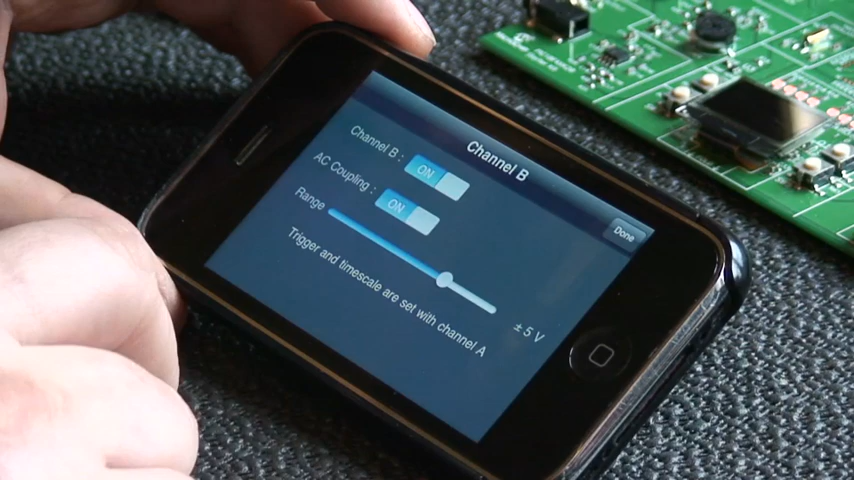 Channel B
Done
Channel B : ON
AC Coupling : ON
Range ± 5 V
Trigger and timescale are set with channel A